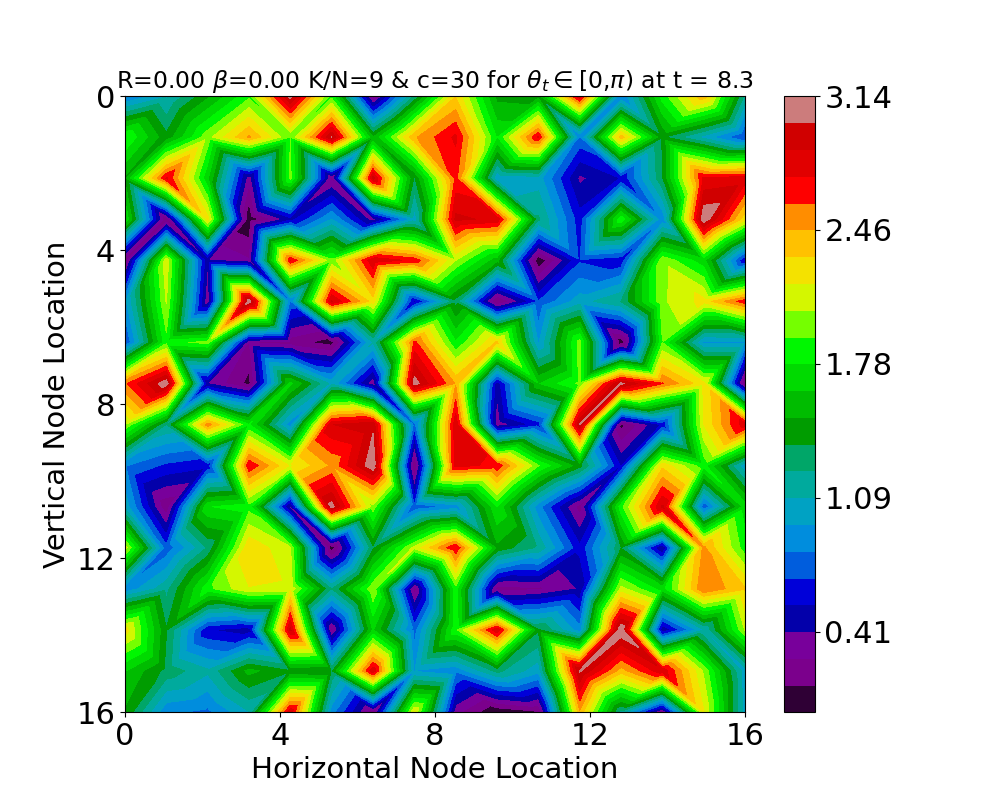 R=0.00 β=0.00 K/N=9 & c=30 for θₜ ∈ [0,π) at t = 8.3
0
4
8
12
16
Vertical Node Location
0 4 8 12 16
Horizontal Node Location
3.14
2.46
1.78
1.09
0.41